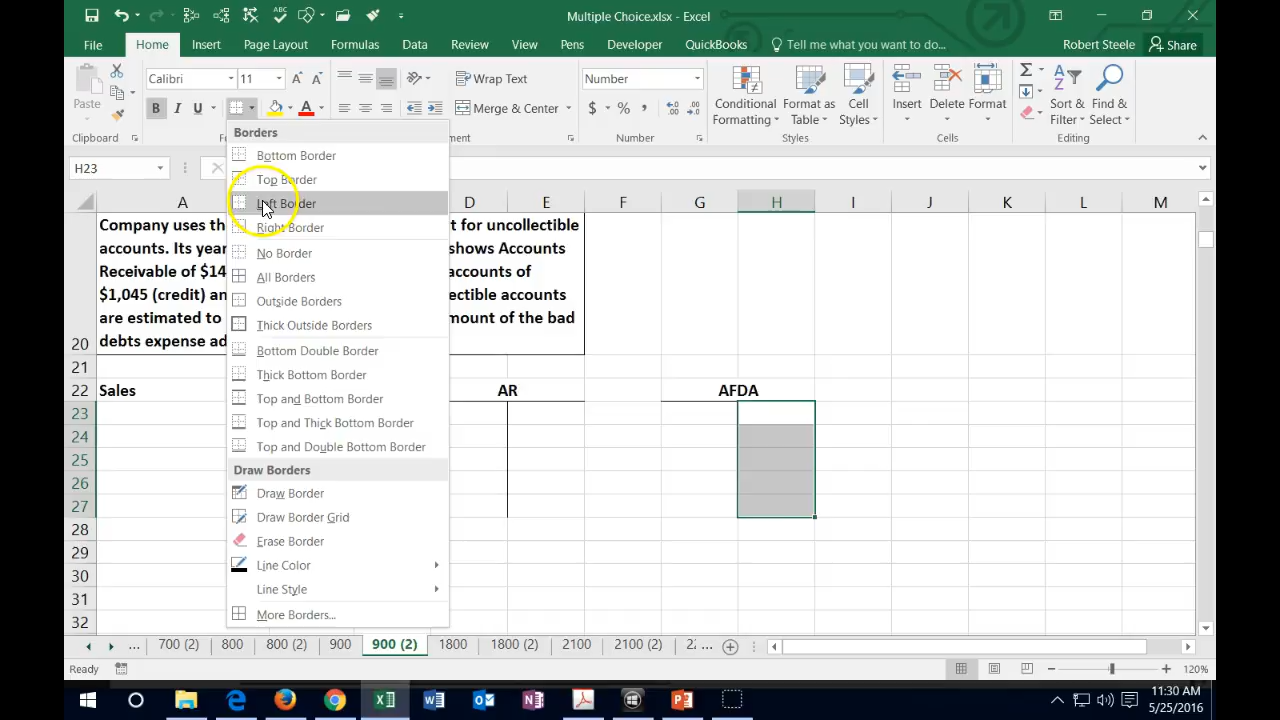 Multiple Choice.xlsx - Excel
File Home Insert Page Layout Formulas Data Review View Pens Developer QuickBooks Tell me what you want to do... Robert Steele Share
Calibri 11 Wrap Text Number
Paste B I U A Merge & Center $ % , Conditional Formatting Format as Table Cell Styles Insert Delete Format Sort & Filter Find & Select
Clipboard Number Styles Cells Editing
H23
Borders
Bottom Border
Top Border
Left Border
Right Border
No Border
All Borders
Outside Borders
Thick Outside Borders
Bottom Double Border
Thick Bottom Border
Top and Bottom Border
Top and Thick Bottom Border
Top and Double Bottom Border
Draw Borders
Draw Border
Draw Border Grid
Erase Border
Line Color
Line Style
More Borders...
A D E F G H I J K L M
Company uses th t for uncollectible
accounts. Its year shows Accounts
Receivable of $14 accounts of
$1,045 (credit) an ectible accounts
are estimated to mount of the bad
20 debts expense ad
21
22 Sales AR AFDA
23
24
25
26
27
28
29
30
31
32
... 700 (2) 800 800 (2) 900 900 (2) 1800 1800 (2) 2100 2100 (2) ...
Ready 120%
11:30 AM
5/25/2016